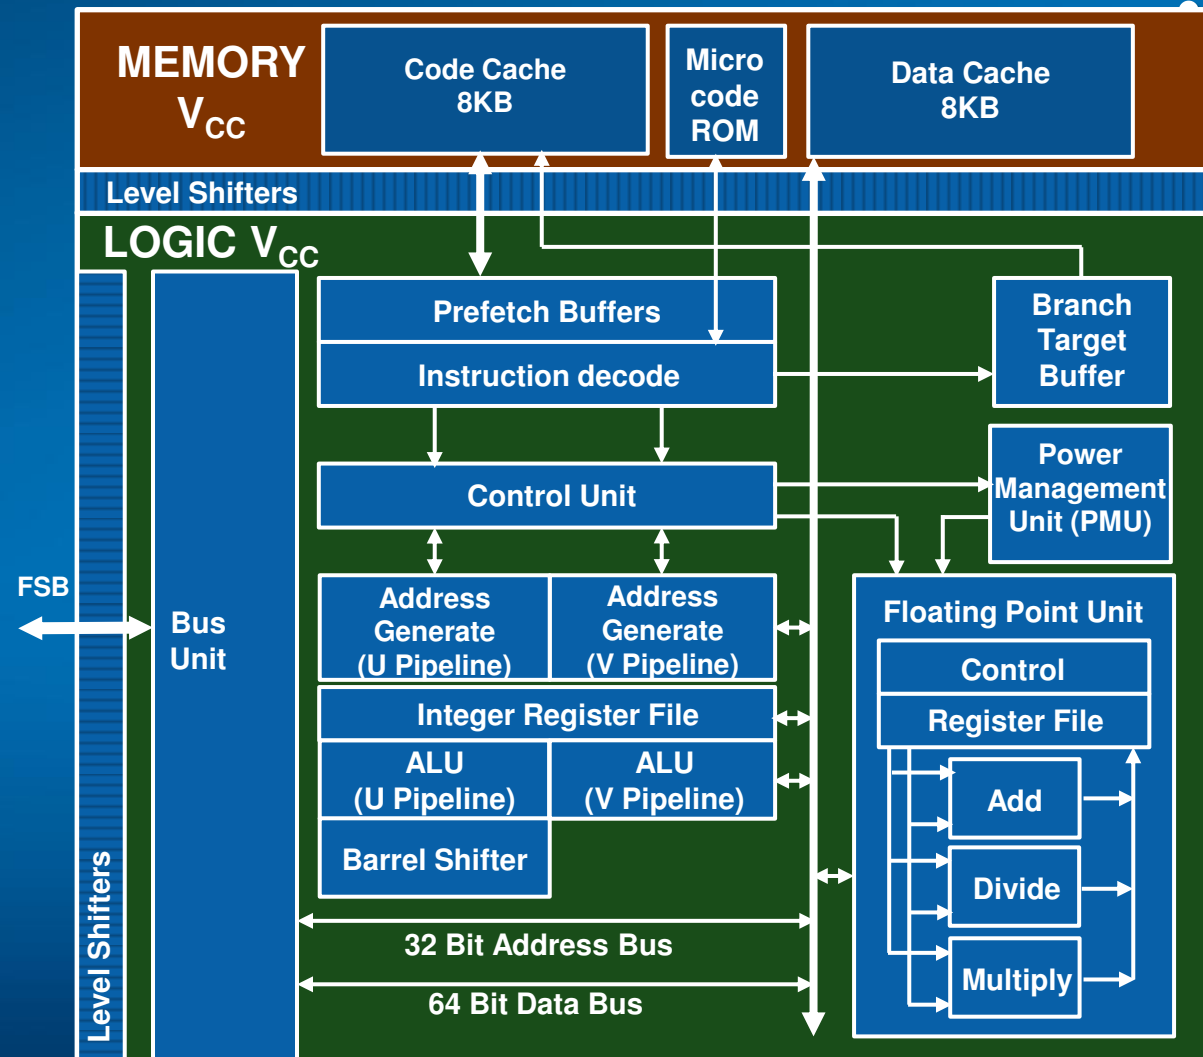 MEMORY
VCC
Code Cache
8KB
Micro
code
ROM
Data Cache
8KB
Level Shifters
LOGIC VCC
Prefetch Buffers
Instruction decode
Branch
Target
Buffer
Control Unit
Power
Management
Unit (PMU)
FSB
Level Shifters
Bus
Unit
Address
Generate
(U Pipeline)
Address
Generate
(V Pipeline)
Integer Register File
ALU
(U Pipeline)
ALU
(V Pipeline)
Barrel Shifter
32 Bit Address Bus
64 Bit Data Bus
Floating Point Unit
Control
Register File
Add
Divide
Multiply